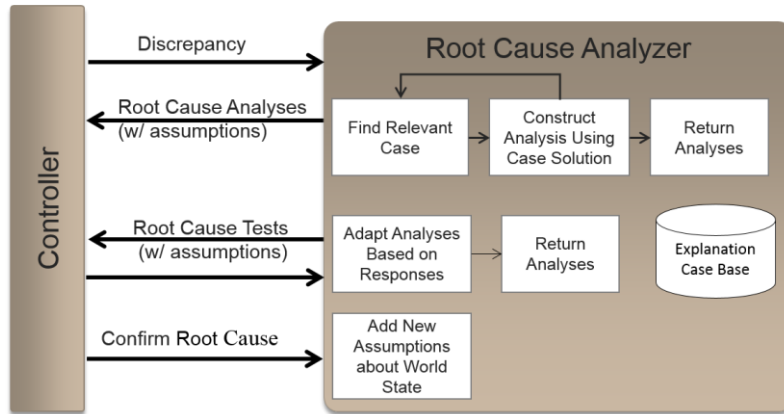 Discrepancy
Root Cause Analyzer
Root Cause Analyses
(w/ assumptions)
Find Relevant
Case
Construct
Analysis Using
Case Solution
Return
Analyses
Controller
Root Cause Tests
(w/ assumptions)
Adapt Analyses
Based on
Responses
Return
Analyses
Explanation
Case Base
Confirm Root Cause
Add New
Assumptions
about World
State